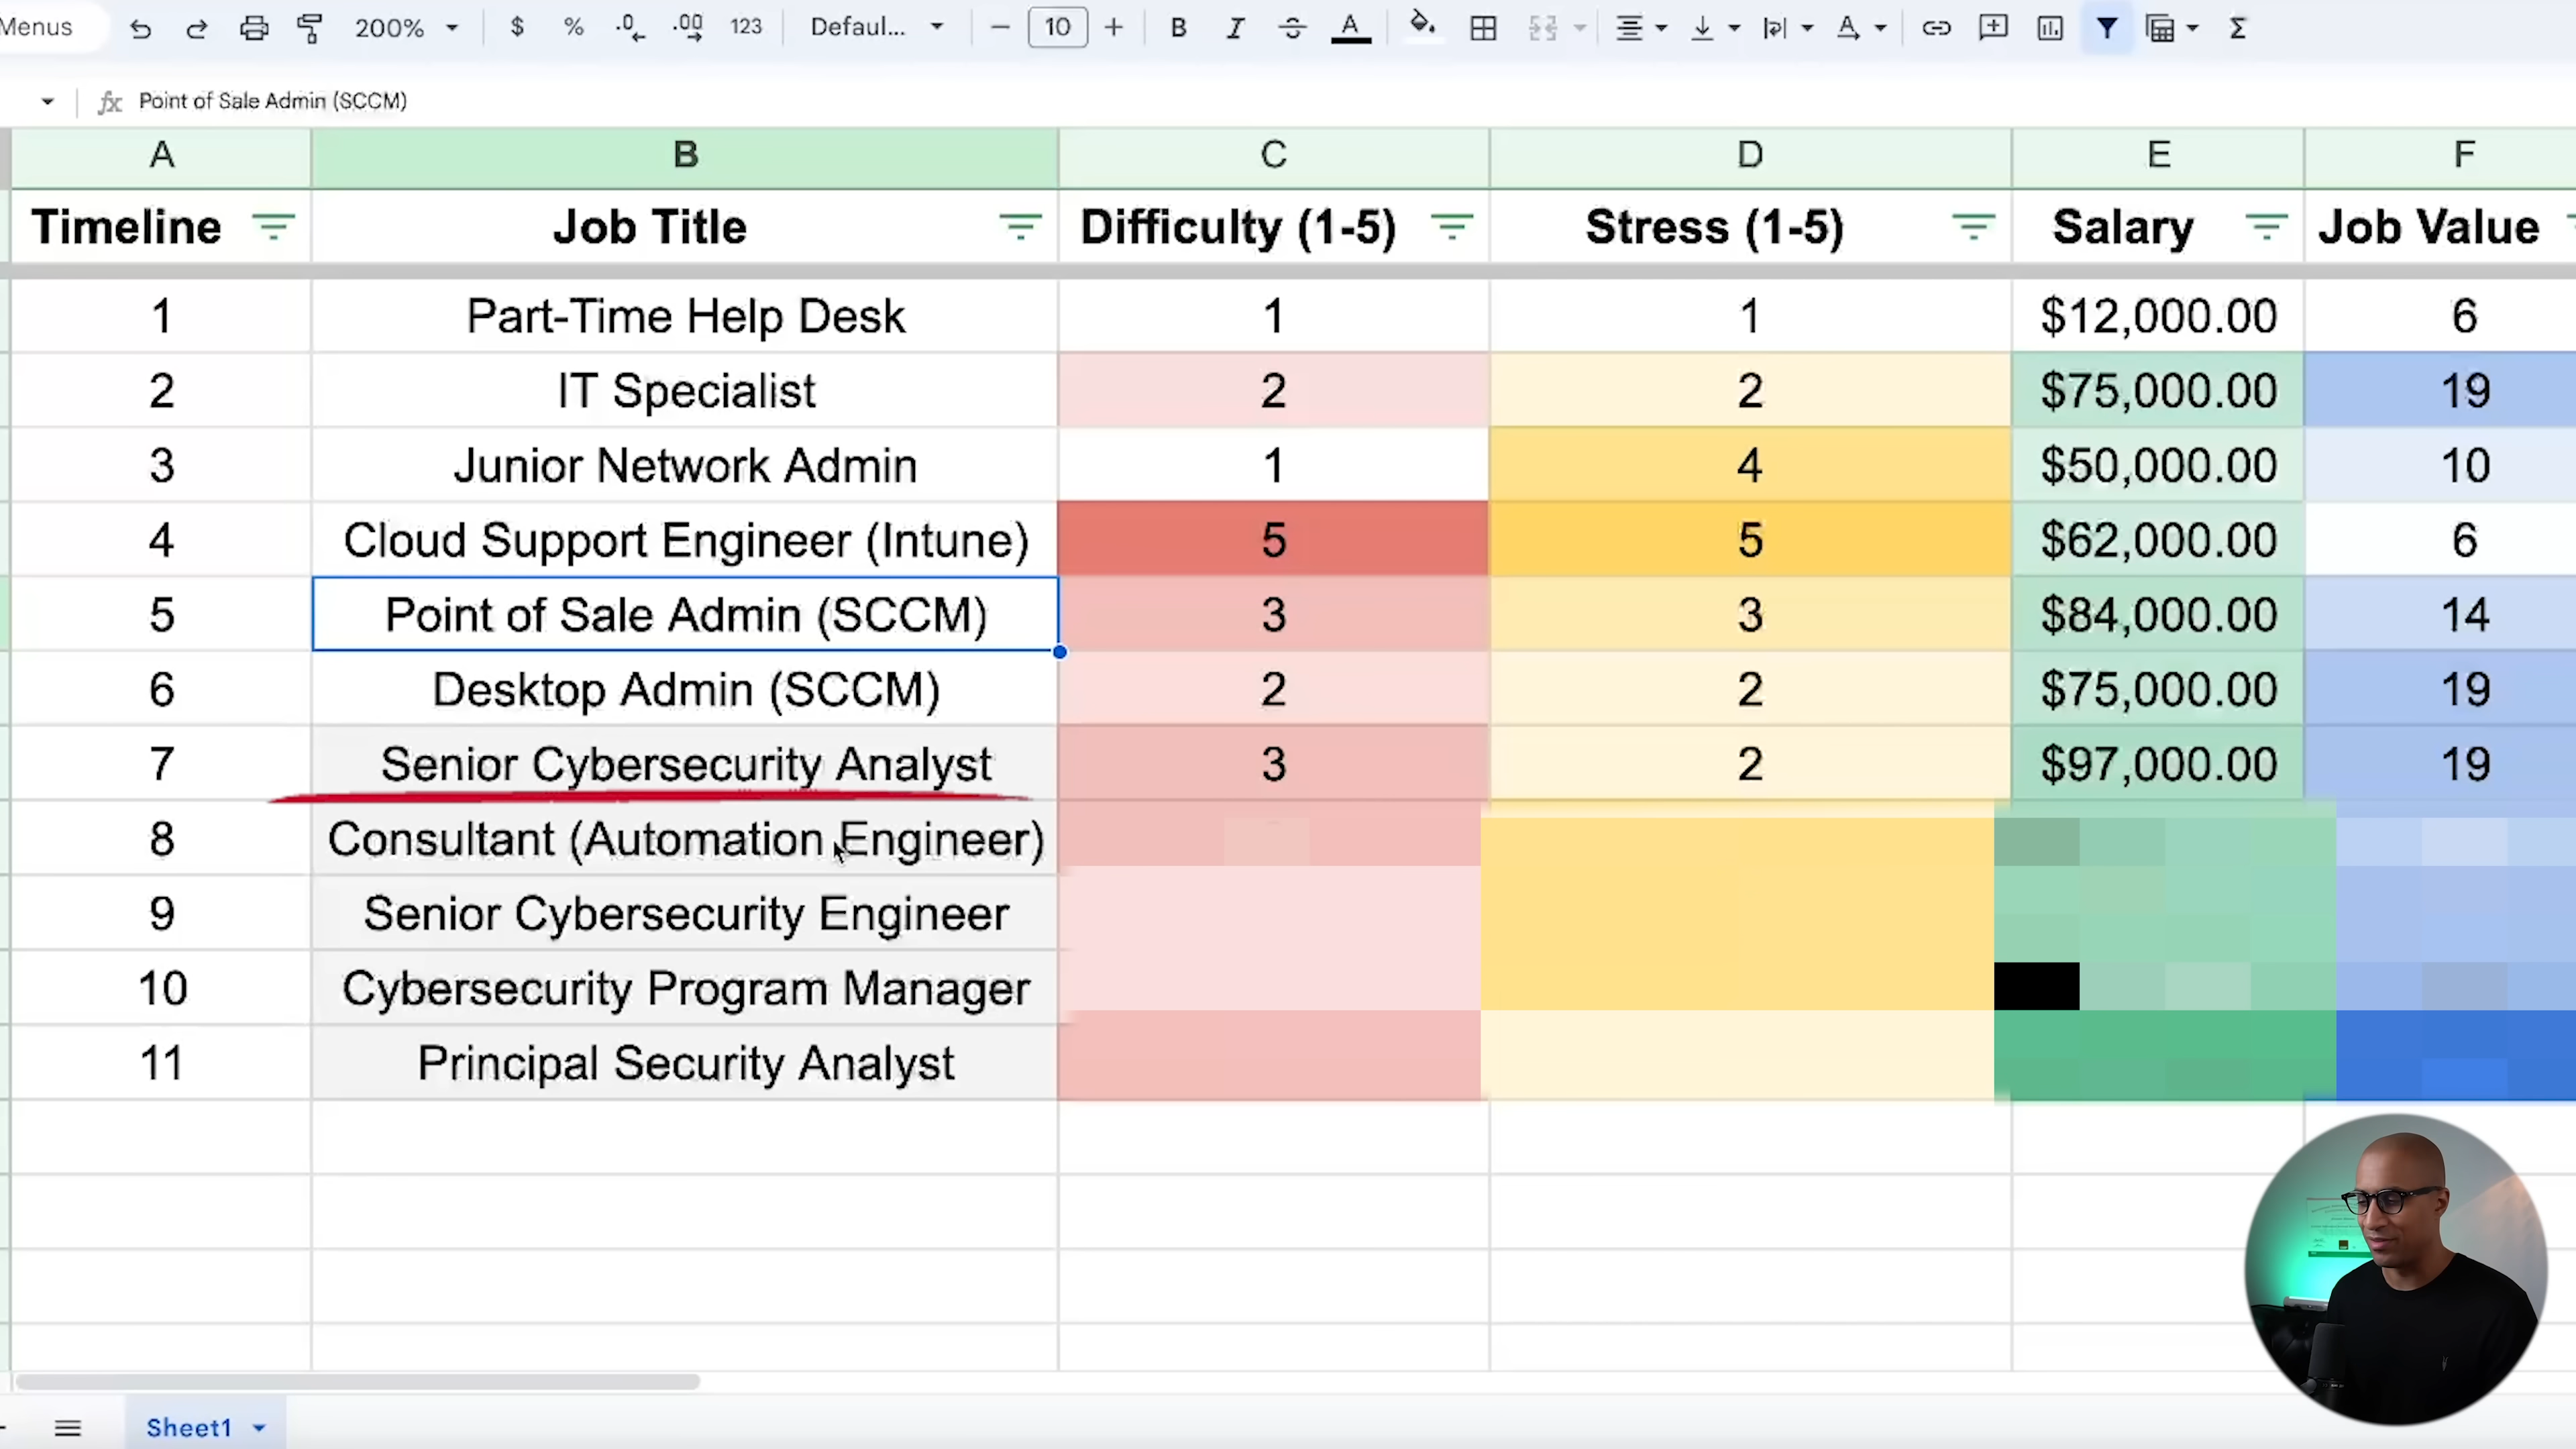 Menus 200% $ % .0 .00 123 Defaul... 10 B I A A Σ
fx Point of Sale Admin (SCCM)
A B C D E F
Timeline Job Title Difficulty (1-5) Stress (1-5) Salary Job Value
1 Part-Time Help Desk 1 1 $12,000.00 6
2 IT Specialist 2 2 $75,000.00 19
3 Junior Network Admin 1 4 $50,000.00 10
4 Cloud Support Engineer (Intune) 5 5 $62,000.00 6
5 Point of Sale Admin (SCCM) 3 3 $84,000.00 14
6 Desktop Admin (SCCM) 2 2 $75,000.00 19
7 Senior Cybersecurity Analyst 3 2 $97,000.00 19
8 Consultant (Automation Engineer)
9 Senior Cybersecurity Engineer
10 Cybersecurity Program Manager
11 Principal Security Analyst
Sheet1